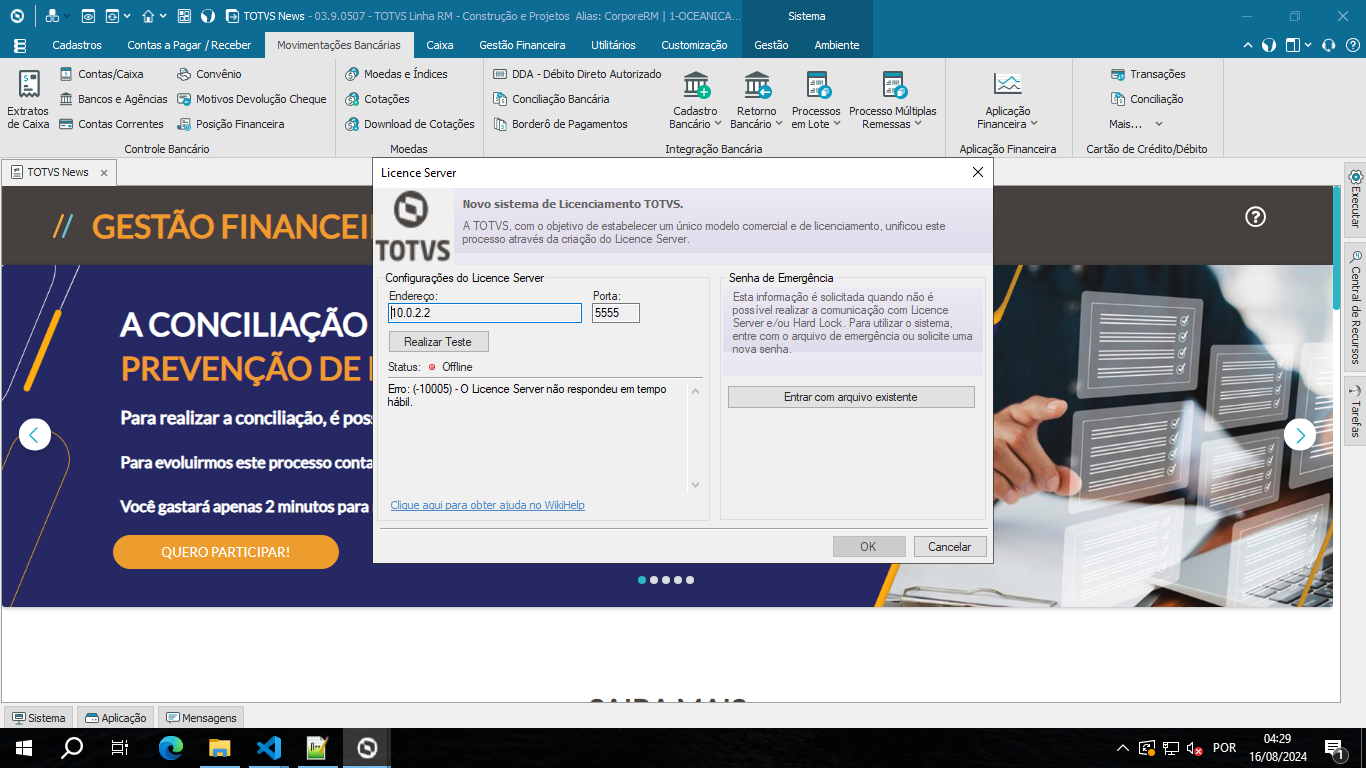 TOTVS News - 03.9.0507 - TOTVS Linha RM - Construção e Projetos Alias: CorporeRM | 1-OCEANICA...
Sistema
Cadastros
Contas a Pagar / Receber
Movimentações Bancárias
Caixa
Gestão Financeira
Utilitários
Customização
Gestão
Ambiente
Extratos
de Caixa
Contas/Caixa
Bancos e Agências
Contas Correntes
Convênio
Motivos Devolução Cheque
Posição Financeira
Controle Bancário
Moedas e Índices
Cotações
Download de Cotações
Moedas
DDA - Débito Direto Autorizado
Conciliação Bancária
Borderô de Pagamentos
Cadastro
Bancário
Retorno
Bancário
Processos
em Lote
Processo Múltiplas
Remessas
Integração Bancária
Aplicação
Financeira
Aplicação Financeira
Transações
Conciliação
Mais...
Cartão de Crédito/Débito
TOTVS News
// GESTÃO FINANCEI
A CONCILIAÇÃO
PREVENÇÃO DE
Para realizar a conciliação, é pos
Para evoluirmos este processo conta
Você gastará apenas 2 minutos para
QUERO PARTICIPAR!
Licence Server
TOTVS
Novo sistema de Licenciamento TOTVS.
A TOTVS, com o objetivo de estabelecer um único modelo comercial e de licenciamento, unificou este
processo através da criação do Licence Server.
Configurações do Licence Server
Endereço:
Porta:
10.0.2.2
5555
Realizar Teste
Status:
Offline
Erro: (-10005) - O Licence Server não respondeu em tempo
hábil.
Clique aqui para obter ajuda no WikiHelp
Senha de Emergência
Esta informação é solicitada quando não é
possível realizar a comunicação com Licence
Server e/ou Hard Lock. Para utilizar o sistema,
entre com o arquivo de emergência ou solicite uma
nova senha.
Entrar com arquivo existente
OK
Cancelar
Executar
Central de Recursos
Tarefas
SAIBA MAIS
Sistema
Aplicação
Mensagens
POR
04:29
16/08/2024
1